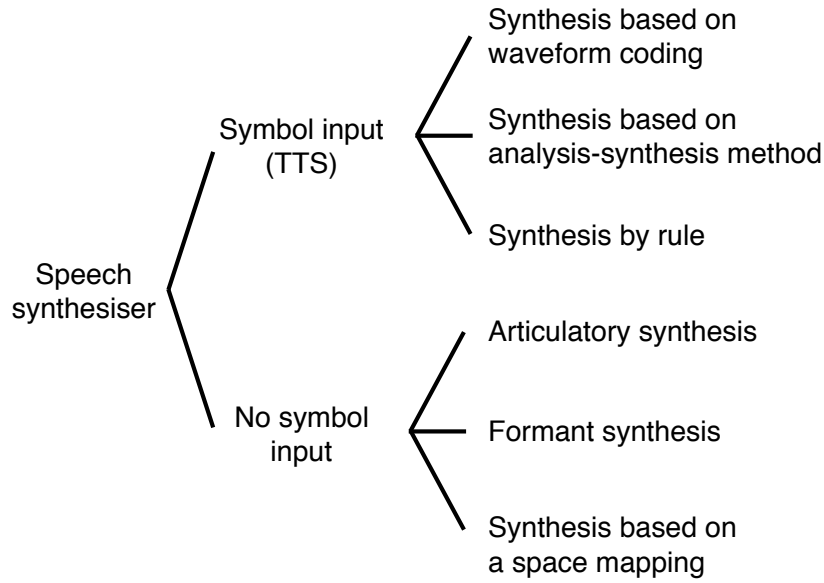 Speech
synthesiser
Symbol input
(TTS)
Synthesis based on
waveform coding
Synthesis based on
analysis-synthesis method
Synthesis by rule
No symbol
input
Articulatory synthesis
Formant synthesis
Synthesis based on
a space mapping